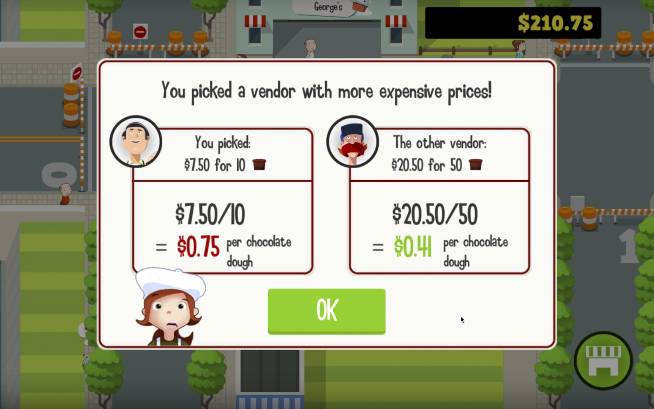 George's
$210.75
You picked a vendor with more expensive prices!
You picked:
$7.50 for 10
$7.50/10
= $0.75 per chocolate
dough
The other vendor:
$20.50 for 50
$20.50/50
= $0.41 per chocolate
dough
OK
0
1